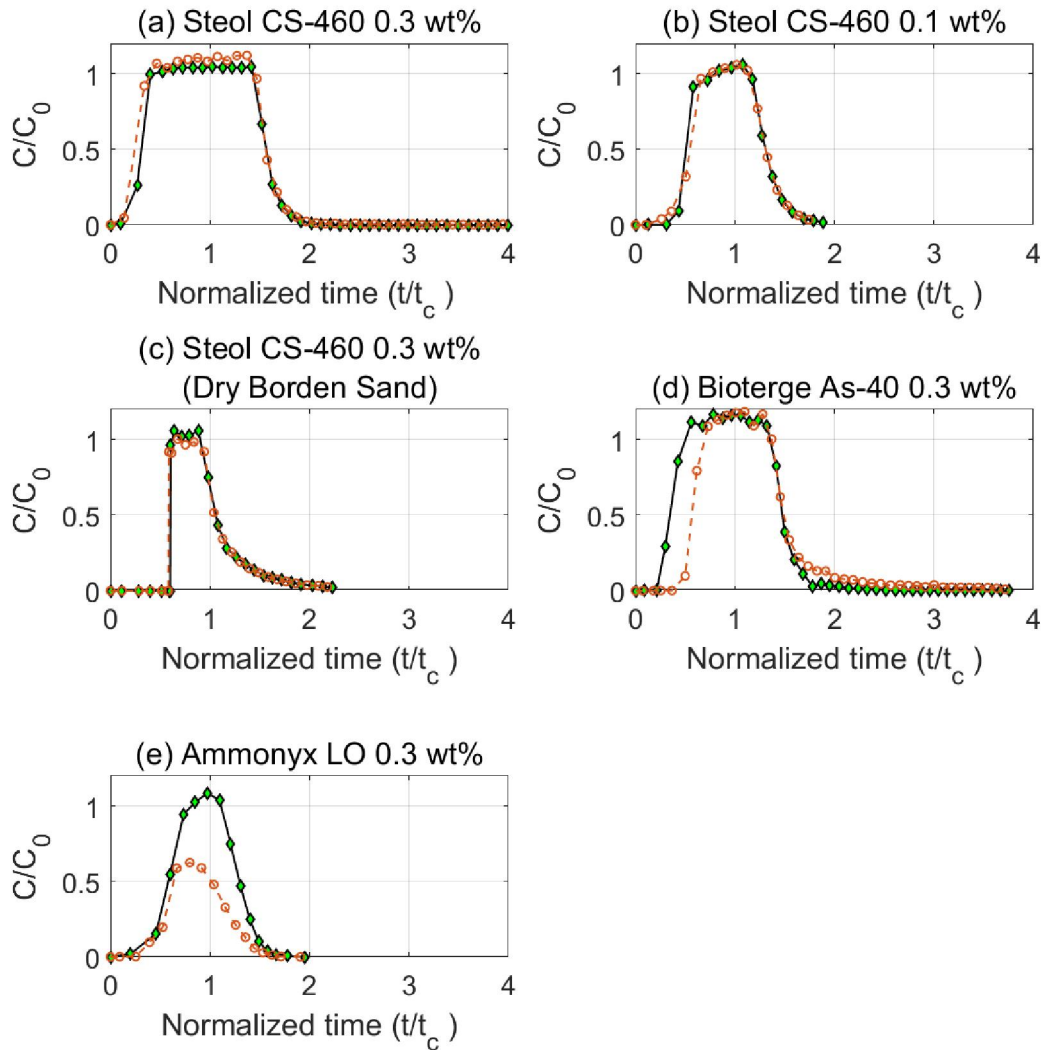 (a) Steol CS-460 0.3 wt%
C/C0
1
0.5
0
0 1 2 3 4
Normalized time (t/tc )
(b) Steol CS-460 0.1 wt%
C/C0
1
0.5
0
0 1 2 3 4
Normalized time (t/tc )
(c) Steol CS-460 0.3 wt%
(Dry Borden Sand)
C/C0
1
0.5
0
0 1 2 3 4
Normalized time (t/tc )
(d) Bioterge As-40 0.3 wt%
C/C0
1
0.5
0
0 1 2 3 4
Normalized time (t/tc )
(e) Ammonyx LO 0.3 wt%
C/C0
1
0.5
0
0 1 2 3 4
Normalized time (t/tc )